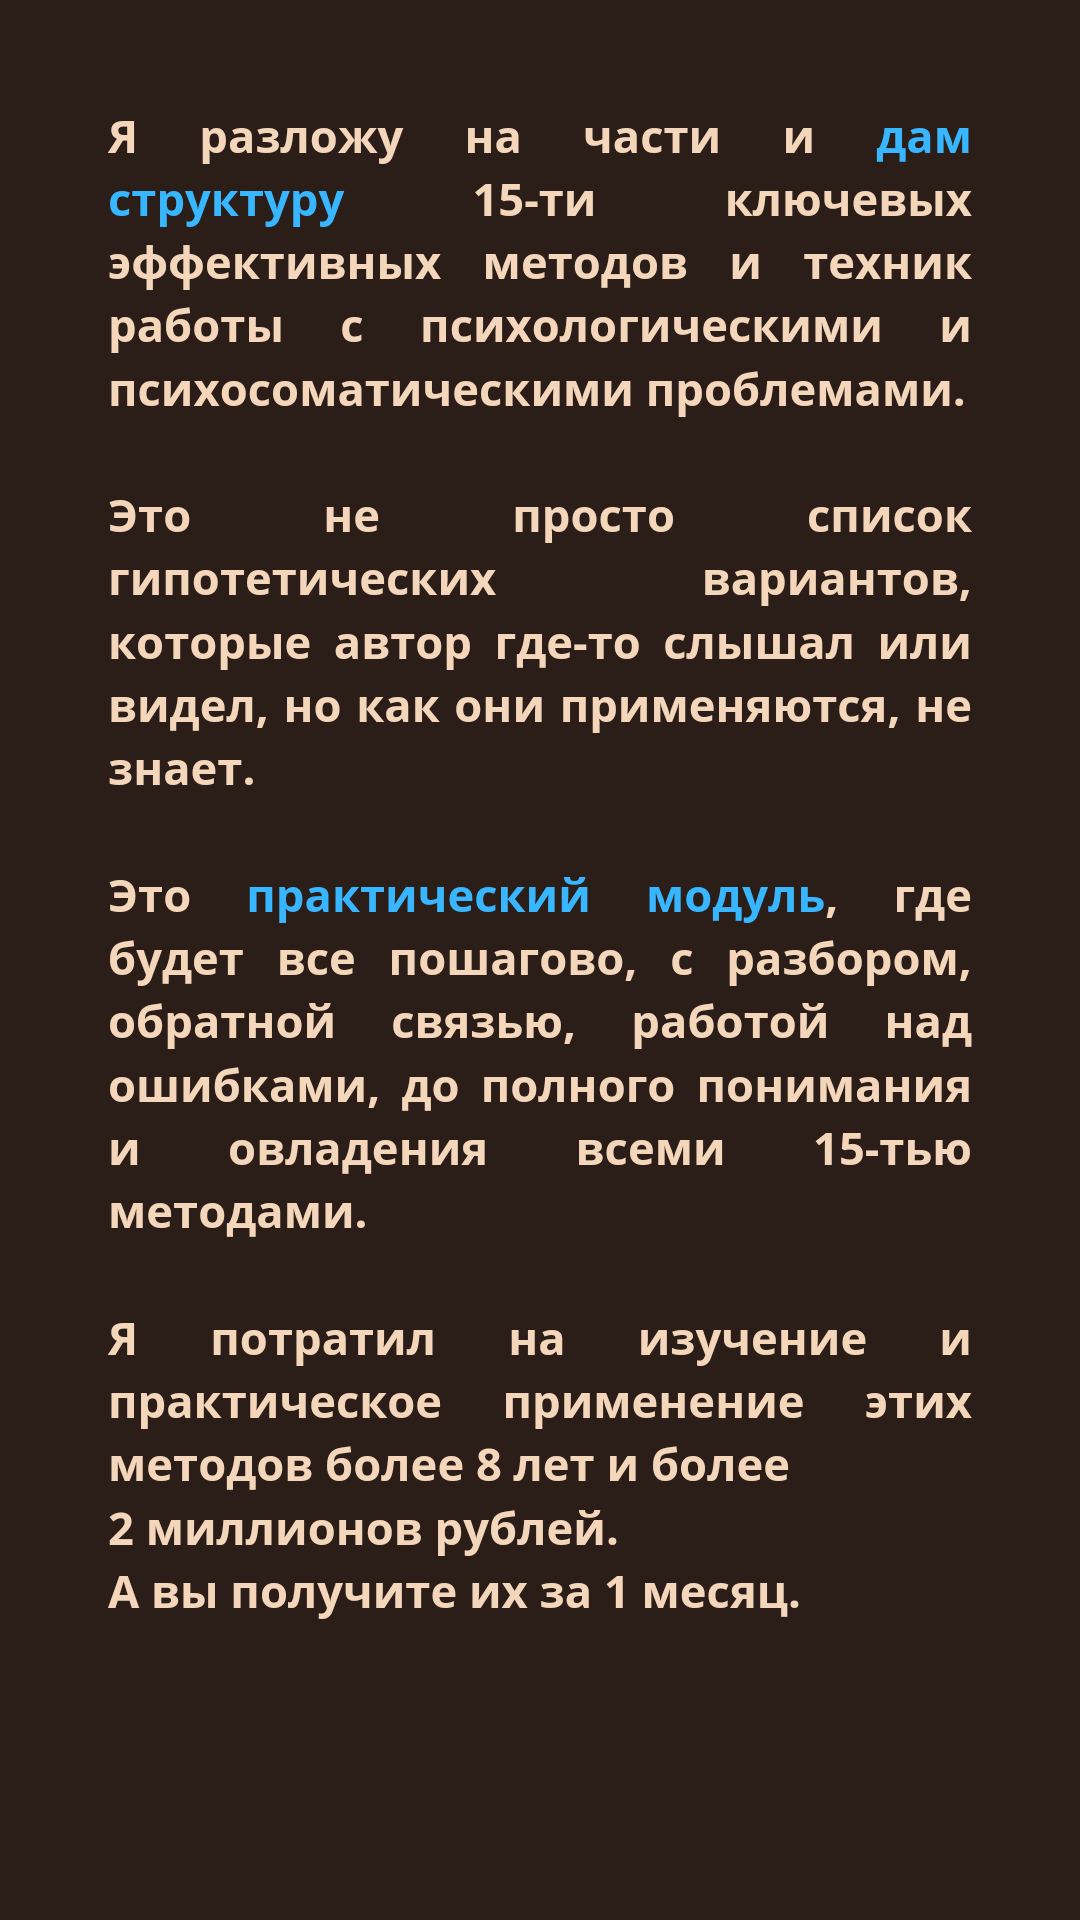 Я разложу на части и дам
структуру 15-ти ключевых
эффективных методов и техник
работы с психологическими и
психосоматическими проблемами.
Это не просто список
гипотетических вариантов,
которые автор где-то слышал или
видел, но как они применяются, не
знает.
Это практический модуль, где
будет все пошагово, с разбором,
обратной связью, работой над
ошибками, до полного понимания
и овладения всеми 15-тью
методами.
Я потратил на изучение и
практическое применение этих
методов более 8 лет и более
2 миллионов рублей.
А вы получите их за 1 месяц.